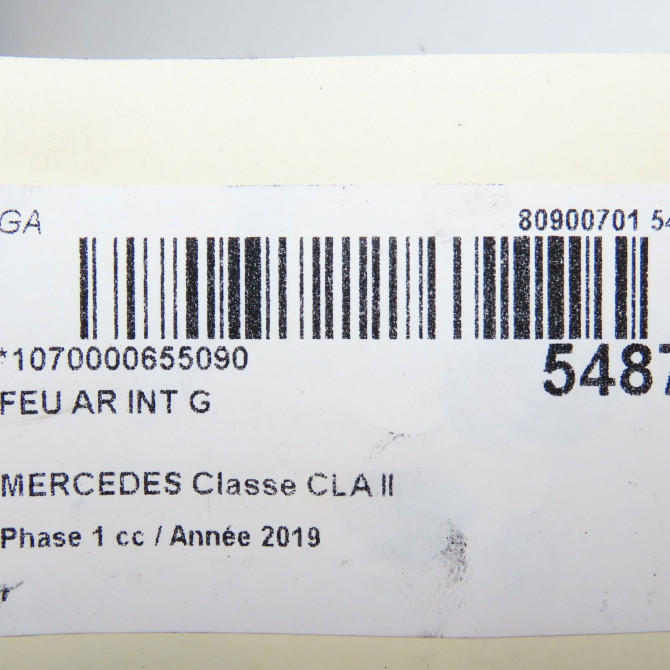 GA
80900701 54
*1070000655090
5487
FEU AR INT G
MERCEDES Classe CLA II
Phase 1 cc / Année 2019
r